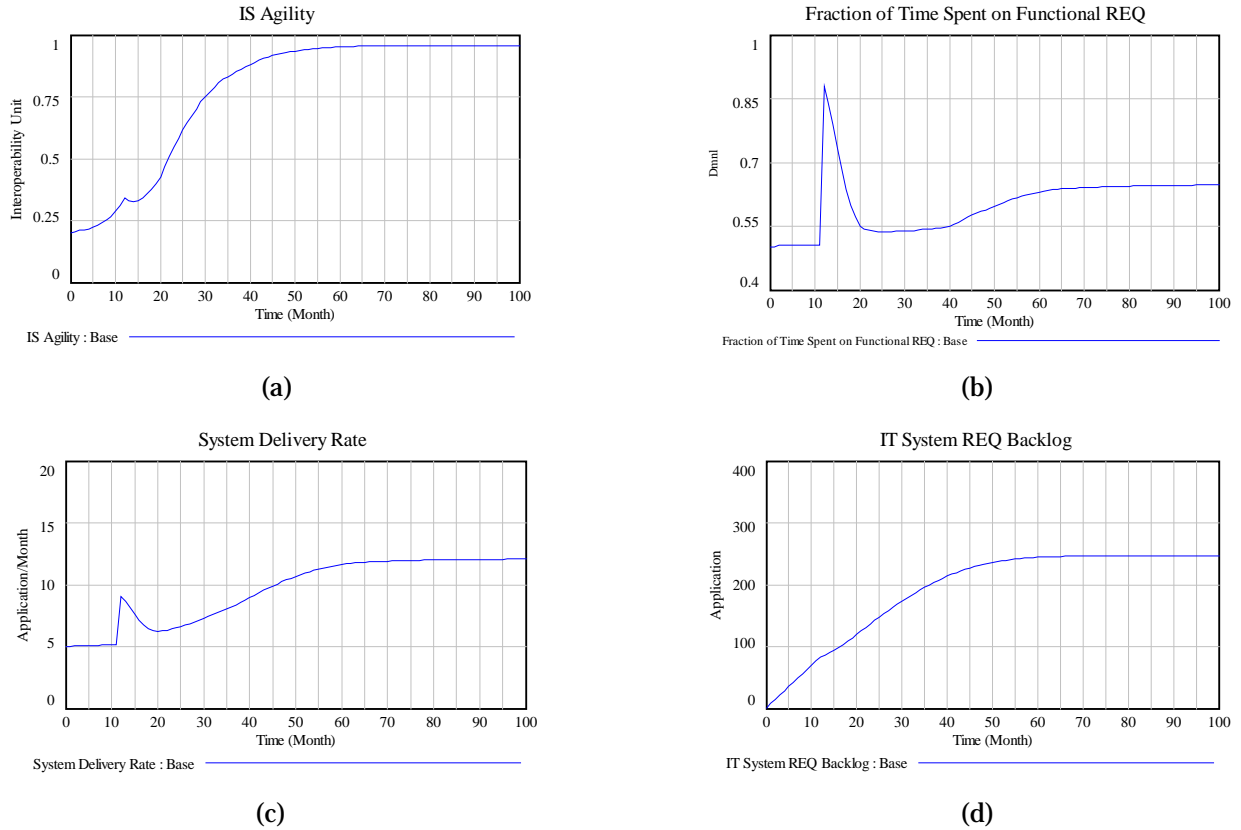 IS Agility
1
0.75
0.5
0.25
0
Interoperability Unit
0 10 20 30 40 50 60 70 80 90 100
Time (Month)
IS Agility : Base
(a)
Fraction of Time Spent on Functional REQ
1
0.85
0.7
0.55
0.4
Dmnl
0 10 20 30 40 50 60 70 80 90 100
Time (Month)
Fraction of Time Spent on Functional REQ : Base
(b)
System Delivery Rate
20
15
10
5
0
Application/Month
0 10 20 30 40 50 60 70 80 90 100
Time (Month)
System Delivery Rate : Base
(c)
IT System REQ Backlog
400
300
200
100
0
Application
0 10 20 30 40 50 60 70 80 90 100
Time (Month)
IT System REQ Backlog : Base
(d)